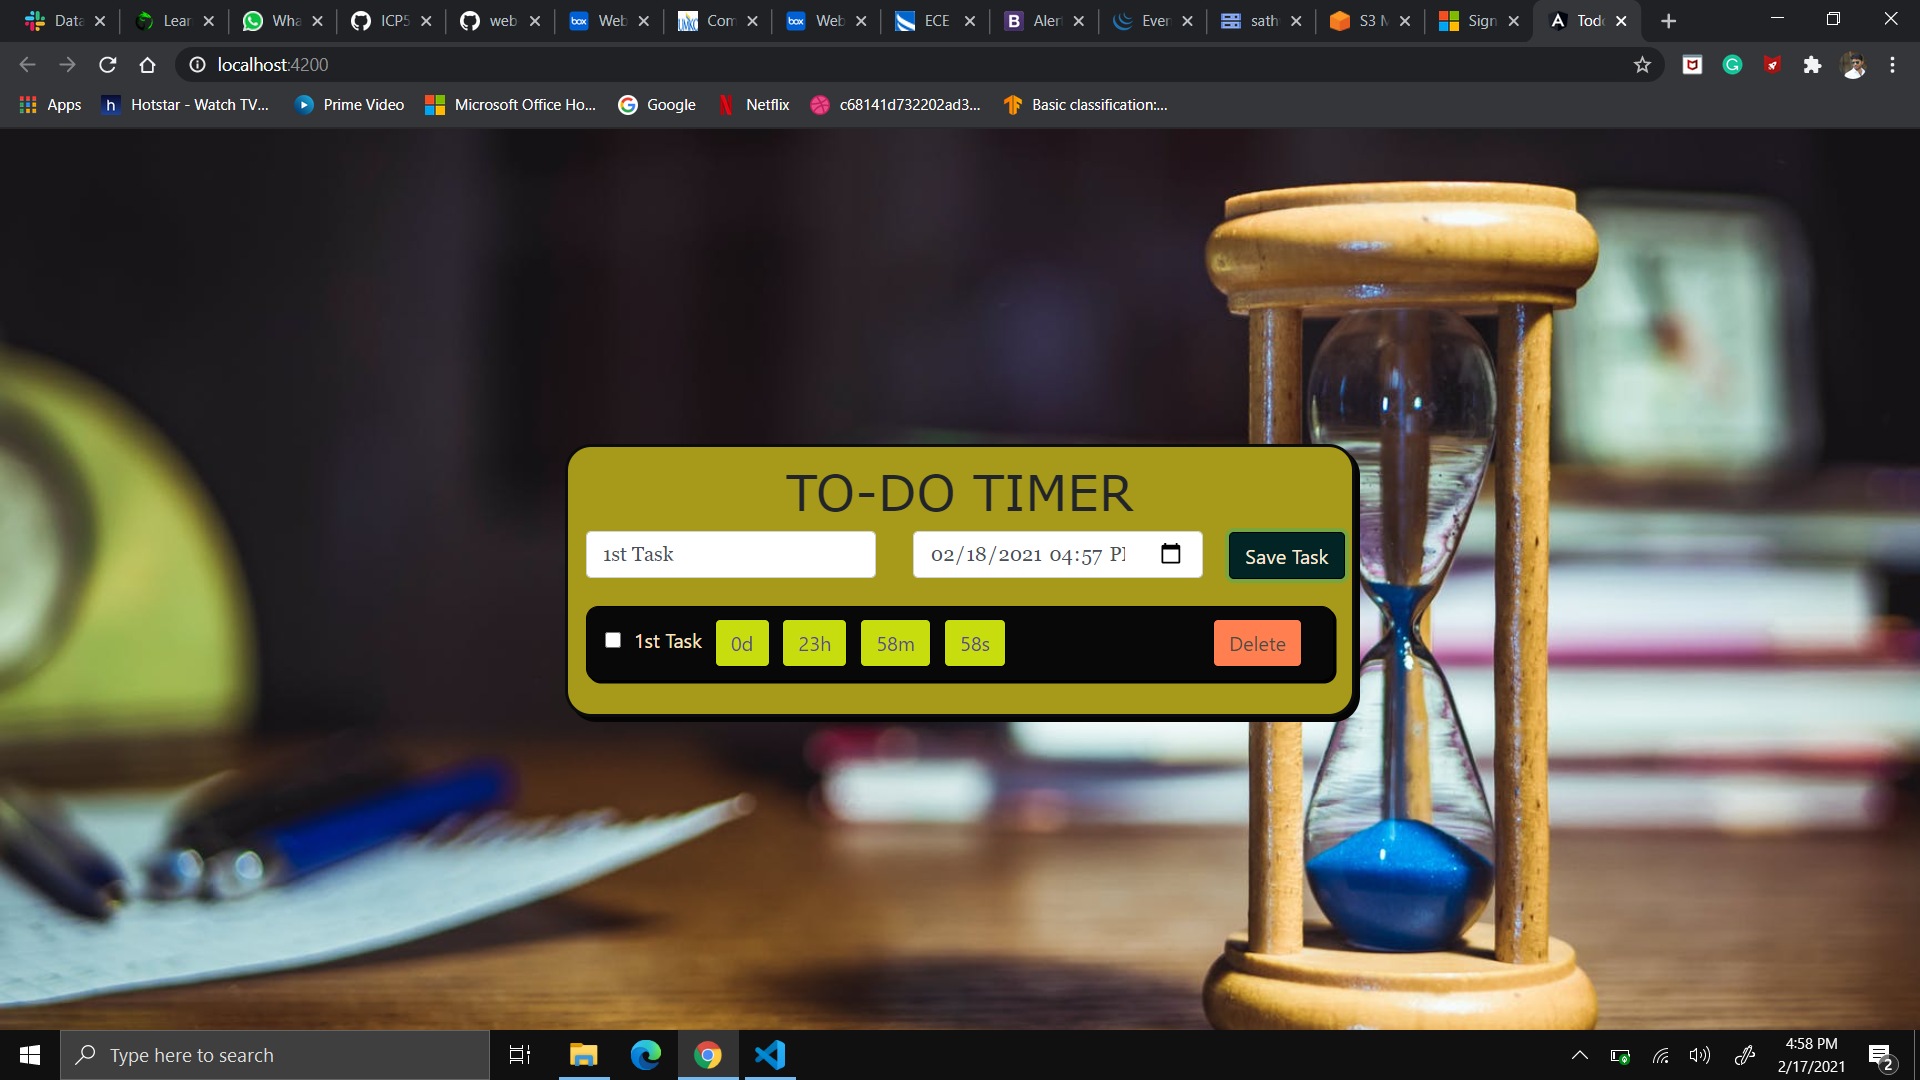 Data Lear Wha ICP5 web Web Com Web ECE Aler Even sath S3 M Sign Todo
localhost:4200
Apps Hotstar - Watch TV... Prime Video Microsoft Office Ho... Google Netflix c68141d732202ad3... Basic classification:...
TO-DO TIMER
1st Task 02/18/2021 04:57 PM Save Task
1st Task 0d 23h 58m 58s Delete
Type here to search
4:58 PM
2/17/2021
2